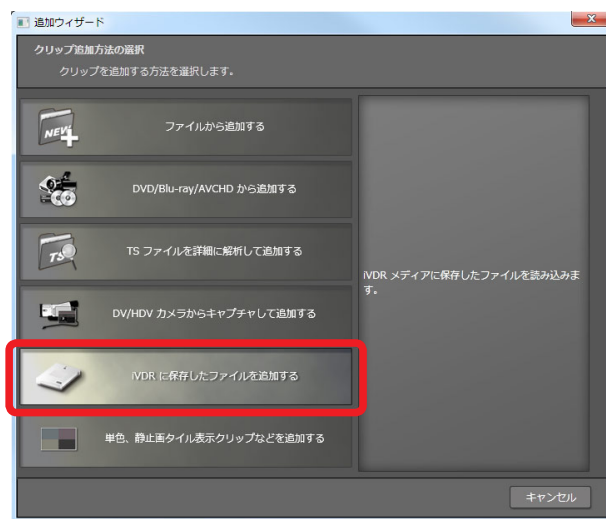 追加ウィザード
クリップ追加方法の選択
クリップを追加する方法を選択します。
NEW
ファイルから追加する
DVD/Blu-ray/AVCHD から追加する
TS
TS ファイルを詳細に解析して追加する
iVDR メディアに保存したファイルを読み込みま
す。
DV/HDV カメラからキャプチャして追加する
iVDR に保存したファイルを追加する
単色、静止画タイル表示クリップなどを追加する
キャンセル